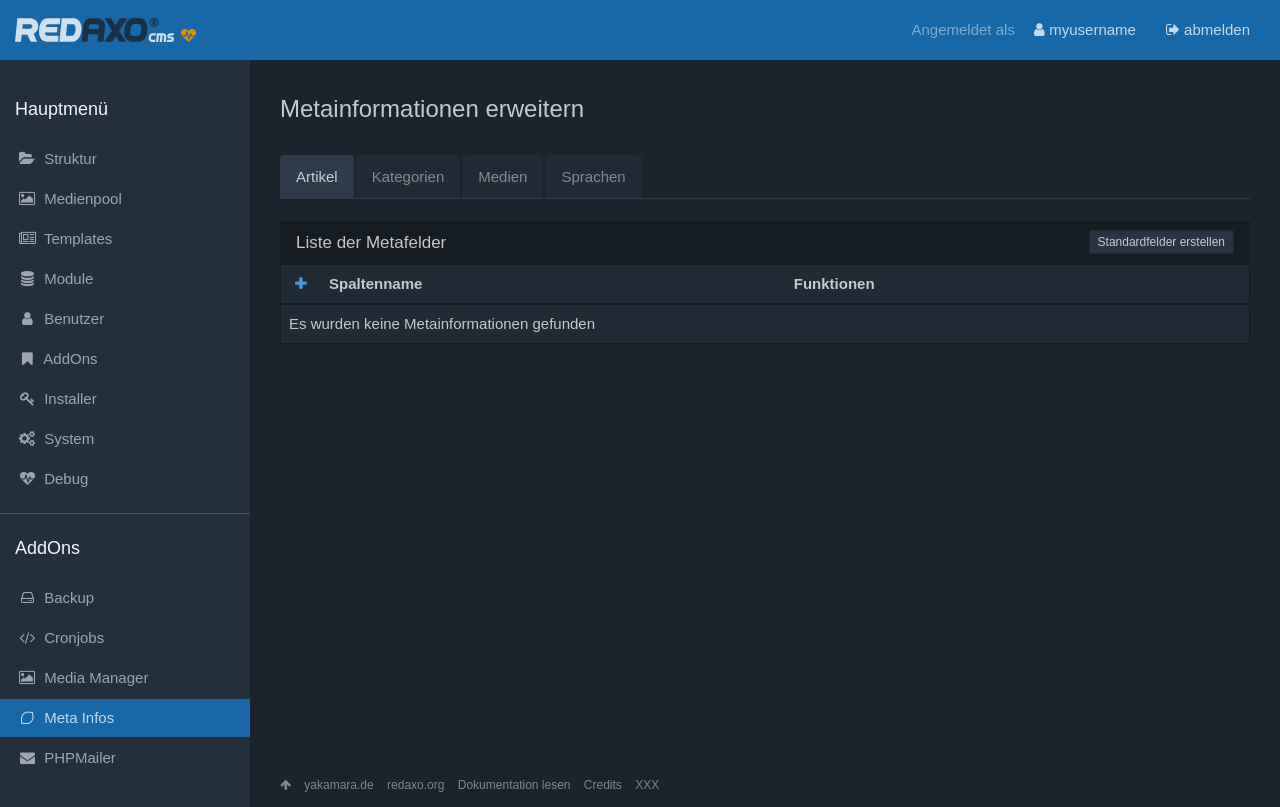 REDAXO® cms
Angemeldet als myusername abmelden
Hauptmenü
Struktur
Medienpool
Templates
Module
Benutzer
AddOns
Installer
System
Debug
AddOns
Backup
Cronjobs
Media Manager
Meta Infos
PHPMailer
Metainformationen erweitern
Artikel Kategorien Medien Sprachen
Liste der Metafelder Standardfelder erstellen
Spaltenname Funktionen
Es wurden keine Metainformationen gefunden
yakamara.de redaxo.org Dokumentation lesen Credits XXX